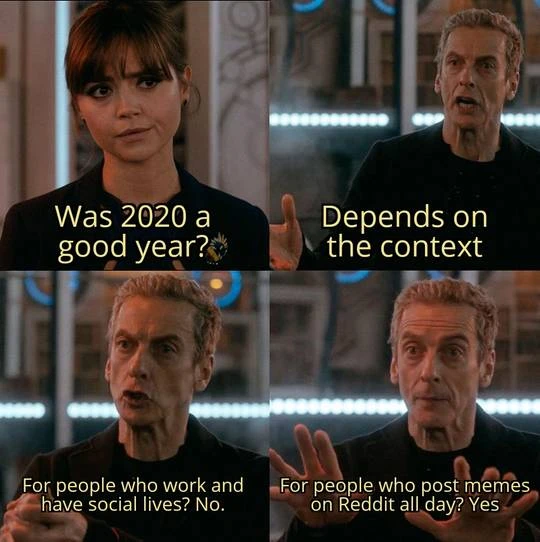 Was 2020 a
good year?
Depends on
the context
For people who work and
have social lives? No.
For people who post memes
on Reddit all day? Yes